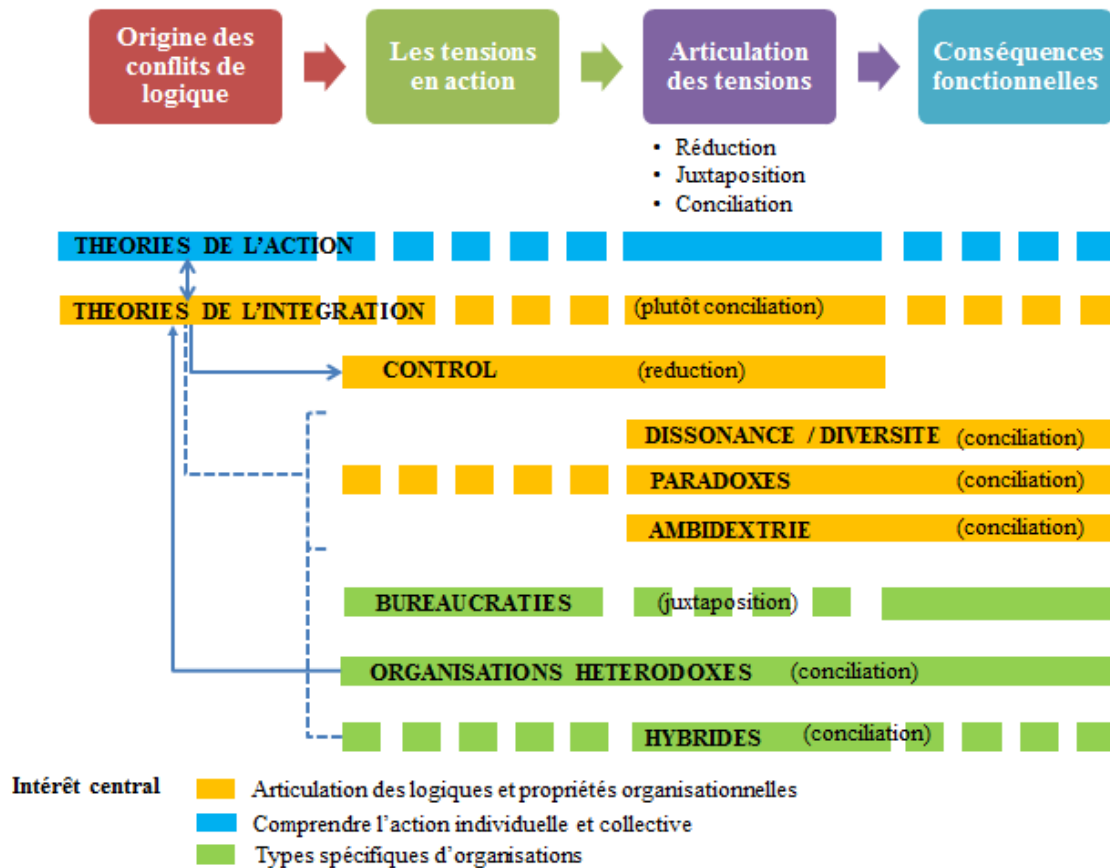 Origine des
conflits de
logique
Les tensions
en action
Articulation
des tensions
Conséquences
fonctionnelles
• Réduction
• Juxtaposition
• Conciliation
THEORIES DE L'ACTION
THEORIES DE L'INTEGRATION (plutôt conciliation)
CONTROL (reduction)
DISSONANCE / DIVERSITE (conciliation)
PARADOXES (conciliation)
AMBIDEXTRIE (conciliation)
BUREAUCRATIES (juxtaposition)
ORGANISATIONS HETERODOXES (conciliation)
HYBRIDES (conciliation)
Intérêt central
Articulation des logiques et propriétés organisationnelles
Comprendre l'action individuelle et collective
Types spécifiques d'organisations